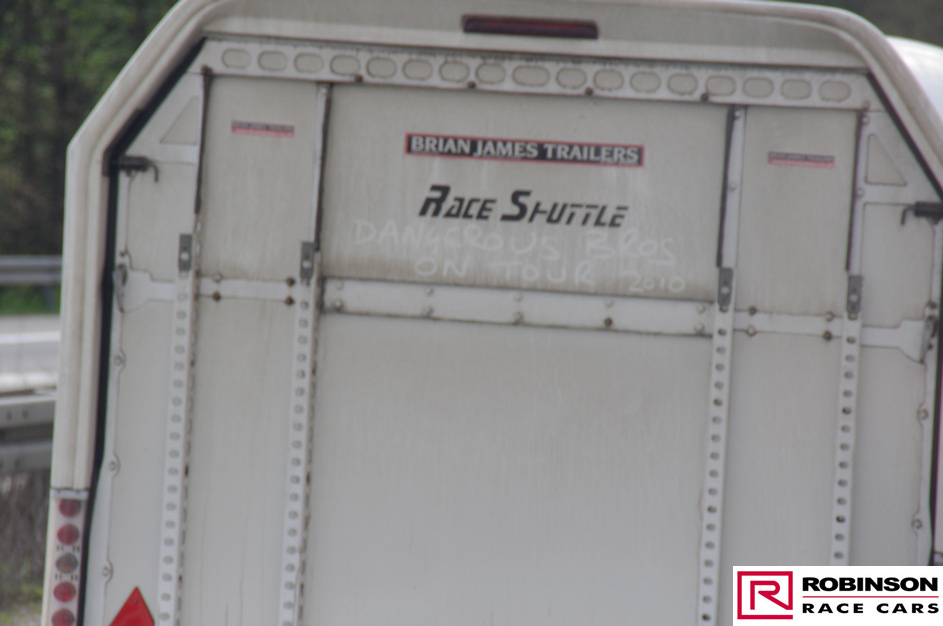 BRIAN JAMES TRAILERS
RACE SHUTTLE
DANGEROUS BROS
ON TOUR 2010
ROBINSON
RACE CARS